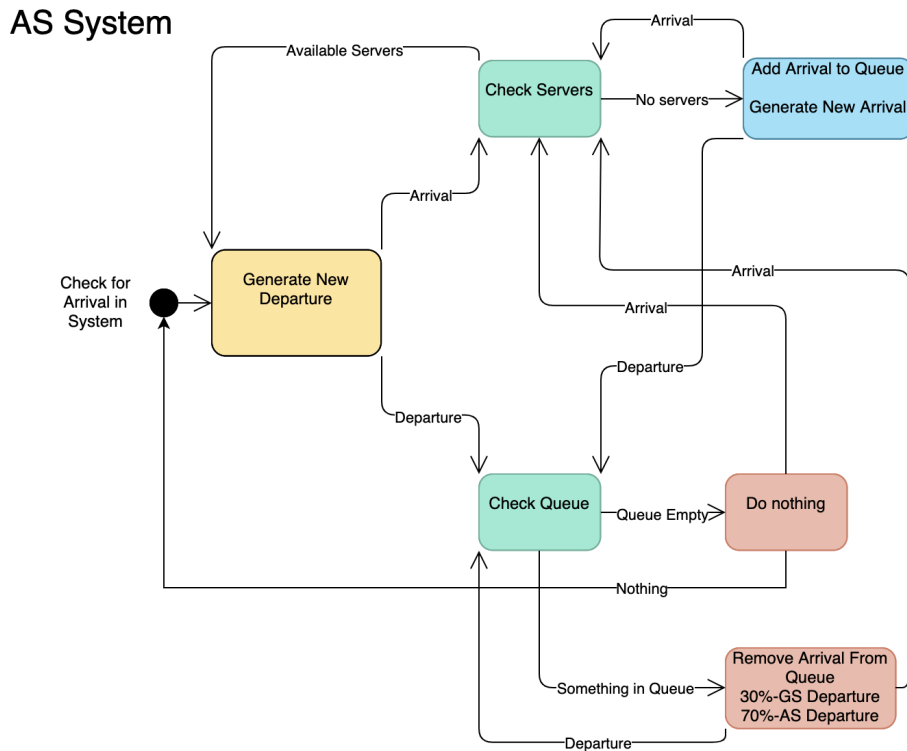 AS System
Arrival
Available Servers
Check Servers
No servers
Add Arrival to Queue
Generate New Arrival
Arrival
Check for
Arrival in
System
Generate New
Departure
Arrival
Arrival
Departure
Departure
Check Queue
Queue Empty
Do nothing
Nothing
Something in Queue
Remove Arrival From
Queue
30%-GS Departure
70%-AS Departure
Departure